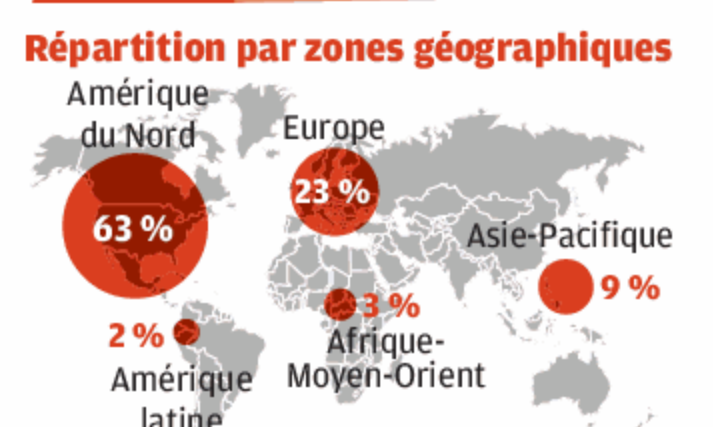 Répartition par zones géographiques
Amérique
du Nord
63 %
Europe
23 %
Asie-Pacifique
9 %
3 %
Afrique-
Moyen-Orient
2 %
Amérique
latine